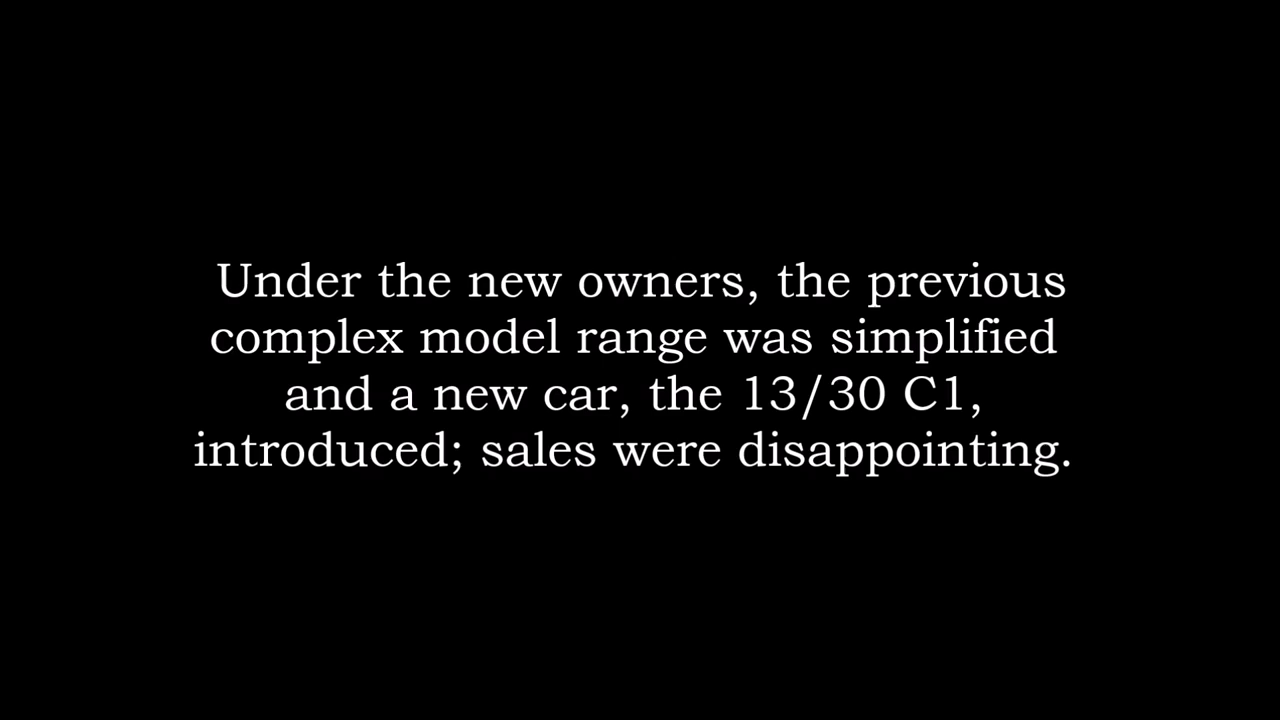 Under the new owners, the previous
complex model range was simplified
and a new car, the 13/30 C1,
introduced; sales were disappointing.